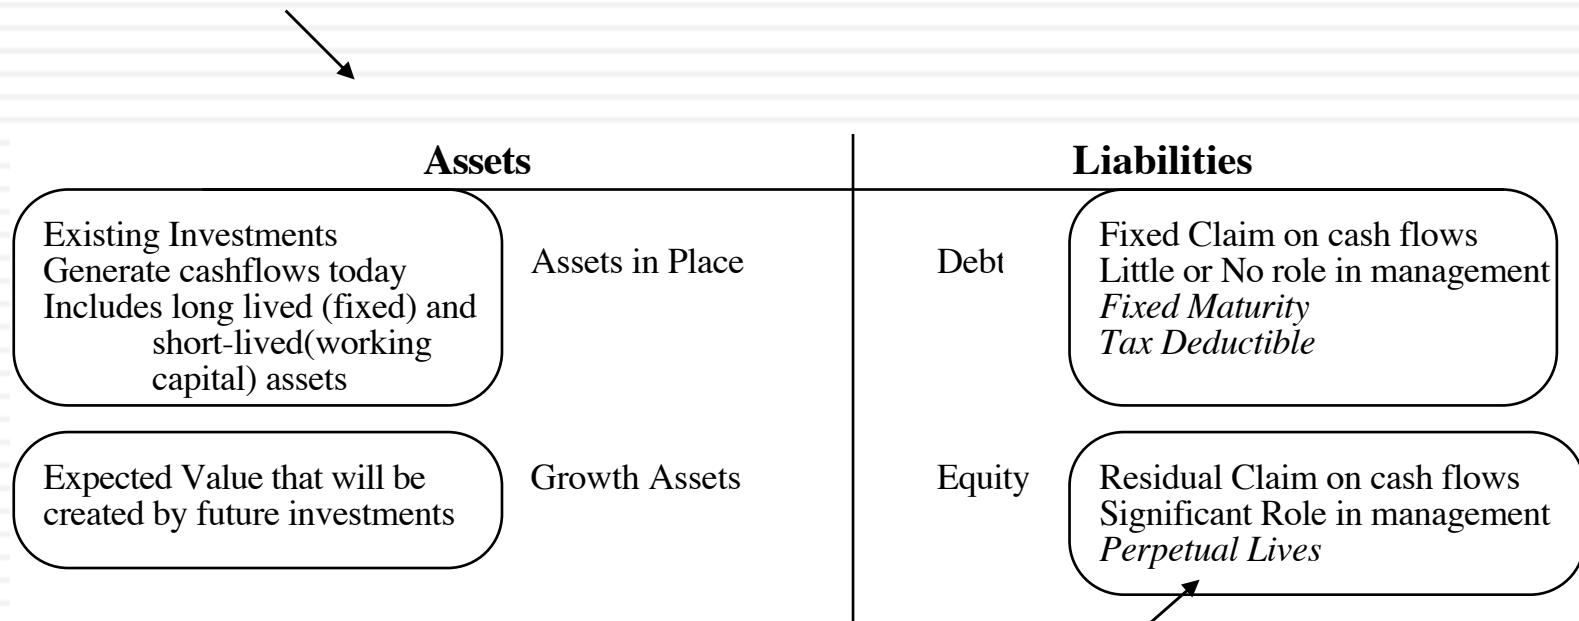 Assets
Liabilities
Existing Investments
Generate cashflows today
Includes long lived (fixed) and
short-lived(working
capital) assets
Assets in Place
Debt
Fixed Claim on cash flows
Little or No role in management
Fixed Maturity
Tax Deductible
Expected Value that will be
created by future investments
Growth Assets
Equity
Residual Claim on cash flows
Significant Role in management
Perpetual Lives